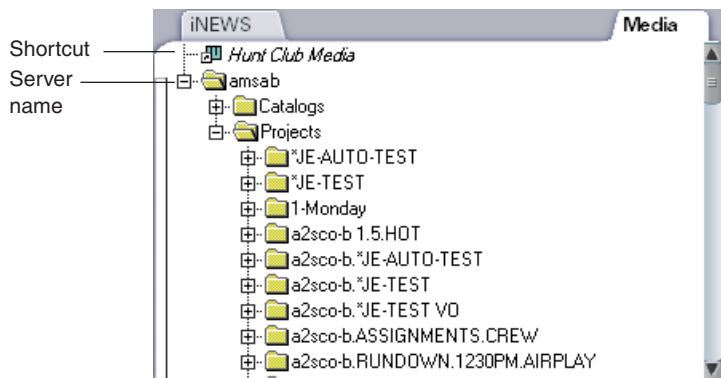 iNEWS
Media
Shortcut
Hunt Club Media
Server name
amsab
Catalogs
Projects
*JE-AUTO-TEST
*JE-TEST
1-Monday
a2sco-b 1.5.HOT
a2sco-b.*JE-AUTO-TEST
a2sco-b.*JE-TEST
a2sco-b.*JE-TEST VO
a2sco-b.ASSIGNMENTS.CREW
a2sco-b.RUNDOWN.1230PM.AIRPLAY